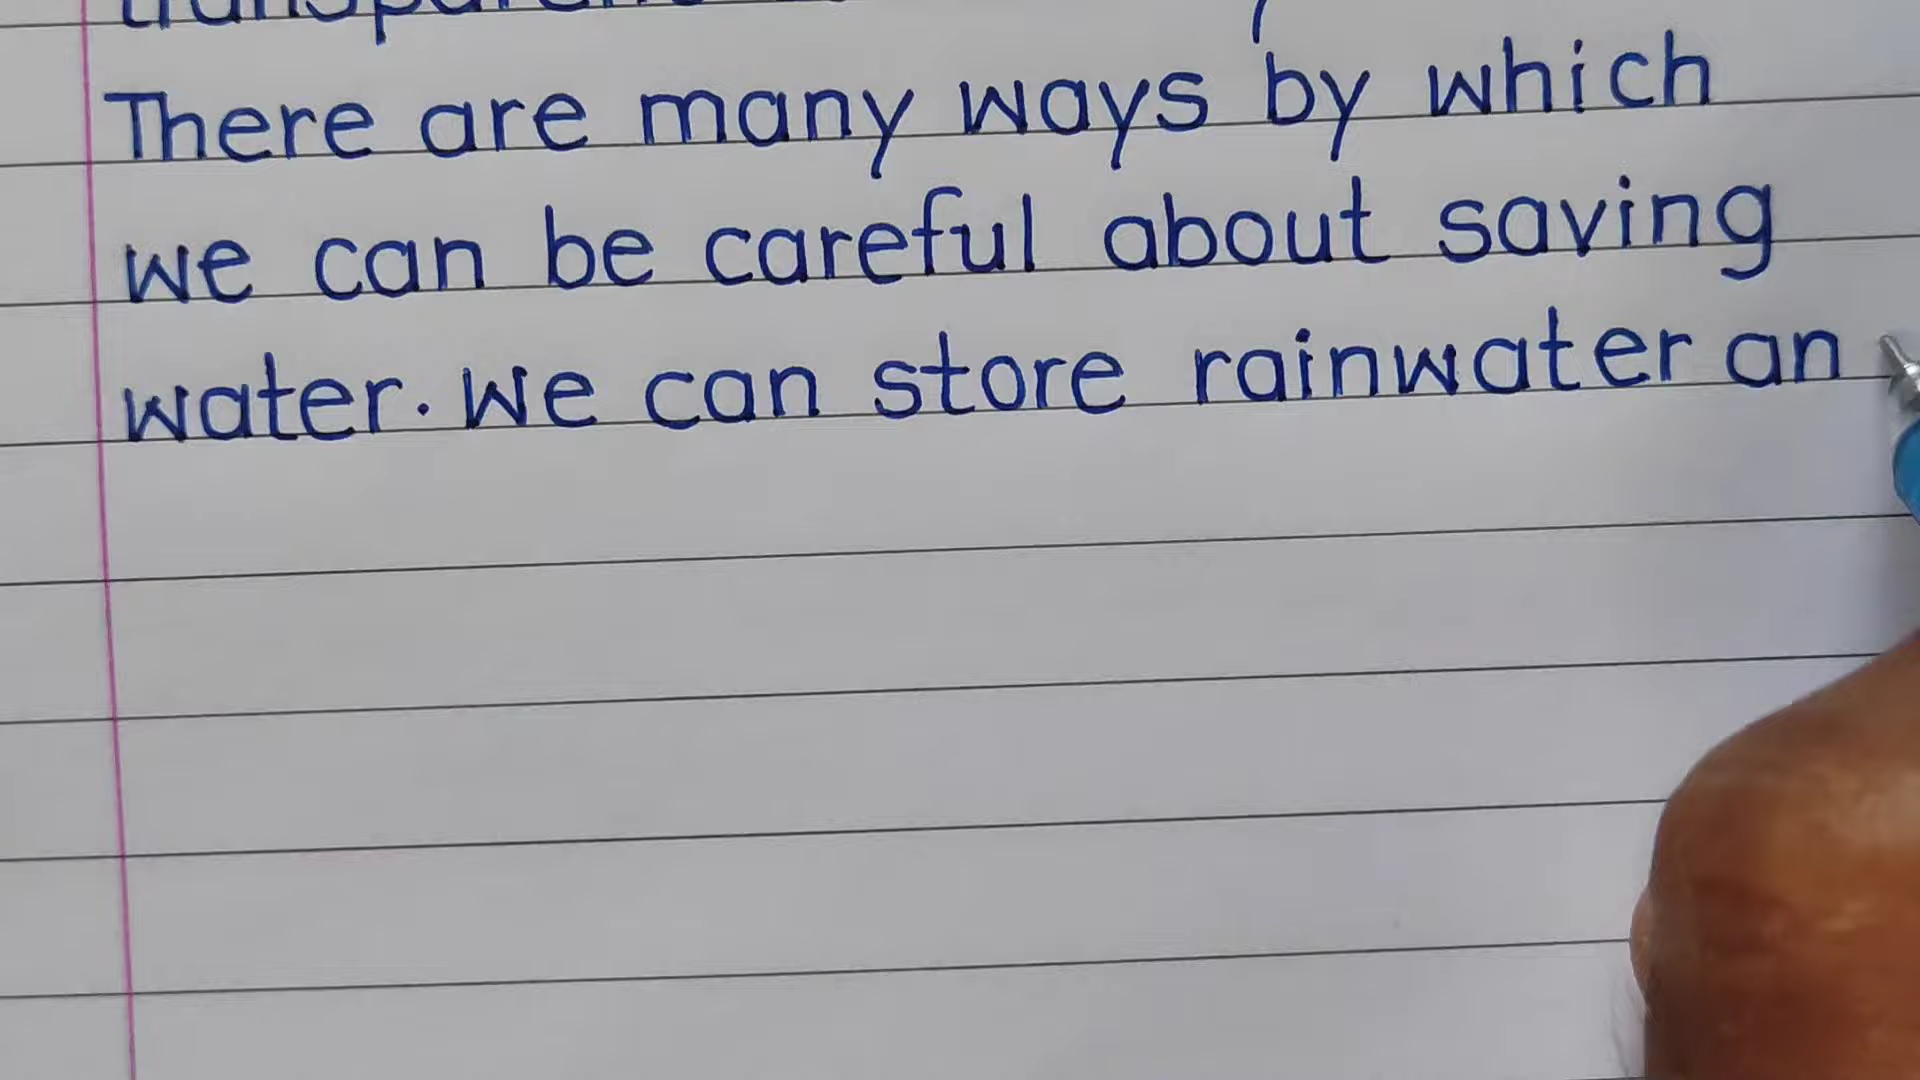 There are many ways by which
we can be careful about saving
water. We can store rainwater an